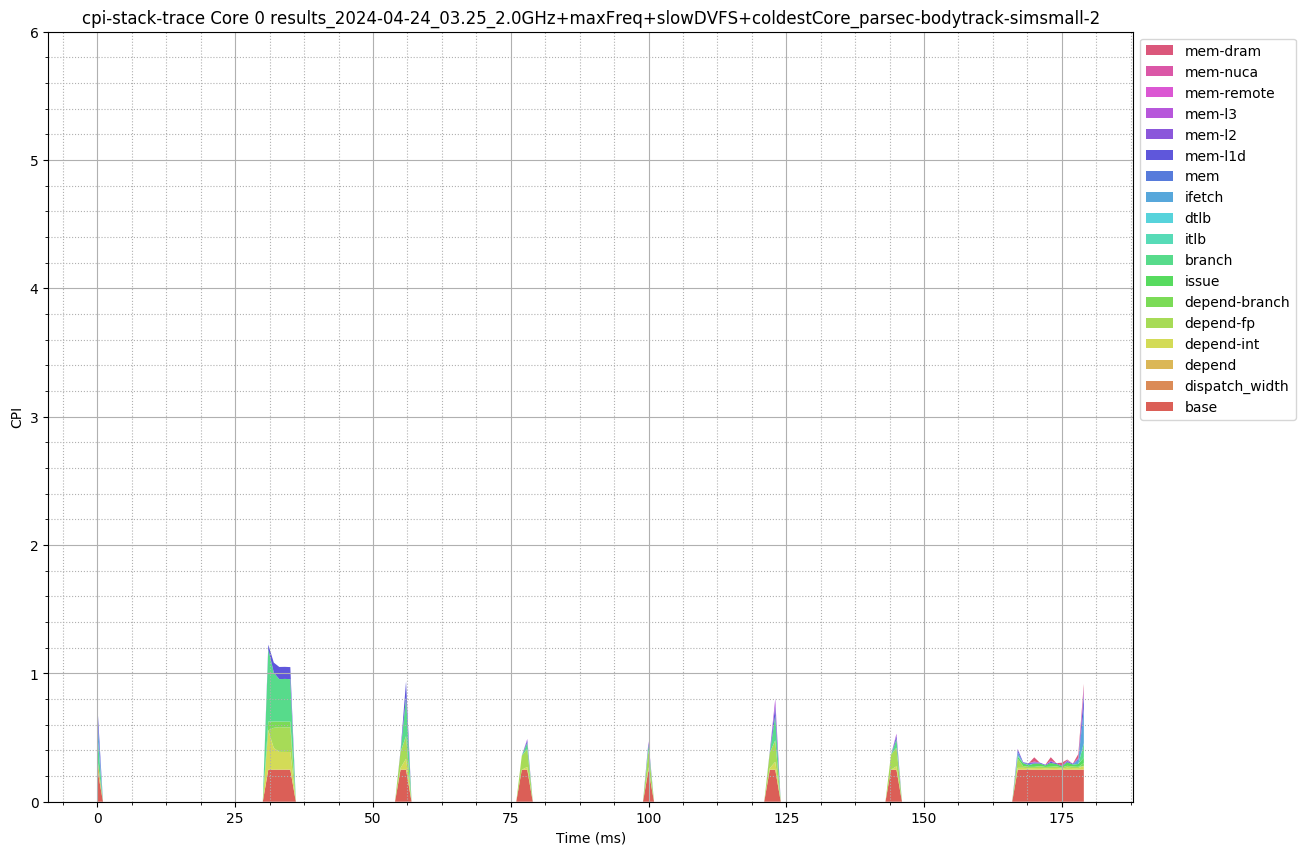 cpi-stack-trace Core 0 results_2024-04-24_03.25_2.0GHz+maxFreq+slowDVFS+coldestCore_parsec-bodytrack-simsmall-2
6
5
4
3
2
1
0
CPI
0 25 50 75 100 125 150 175
Time (ms)
mem-dram
mem-nuca
mem-remote
mem-l3
mem-l2
mem-l1d
mem
ifetch
dtlb
itlb
branch
issue
depend-branch
depend-fp
depend-int
depend
dispatch_width
base